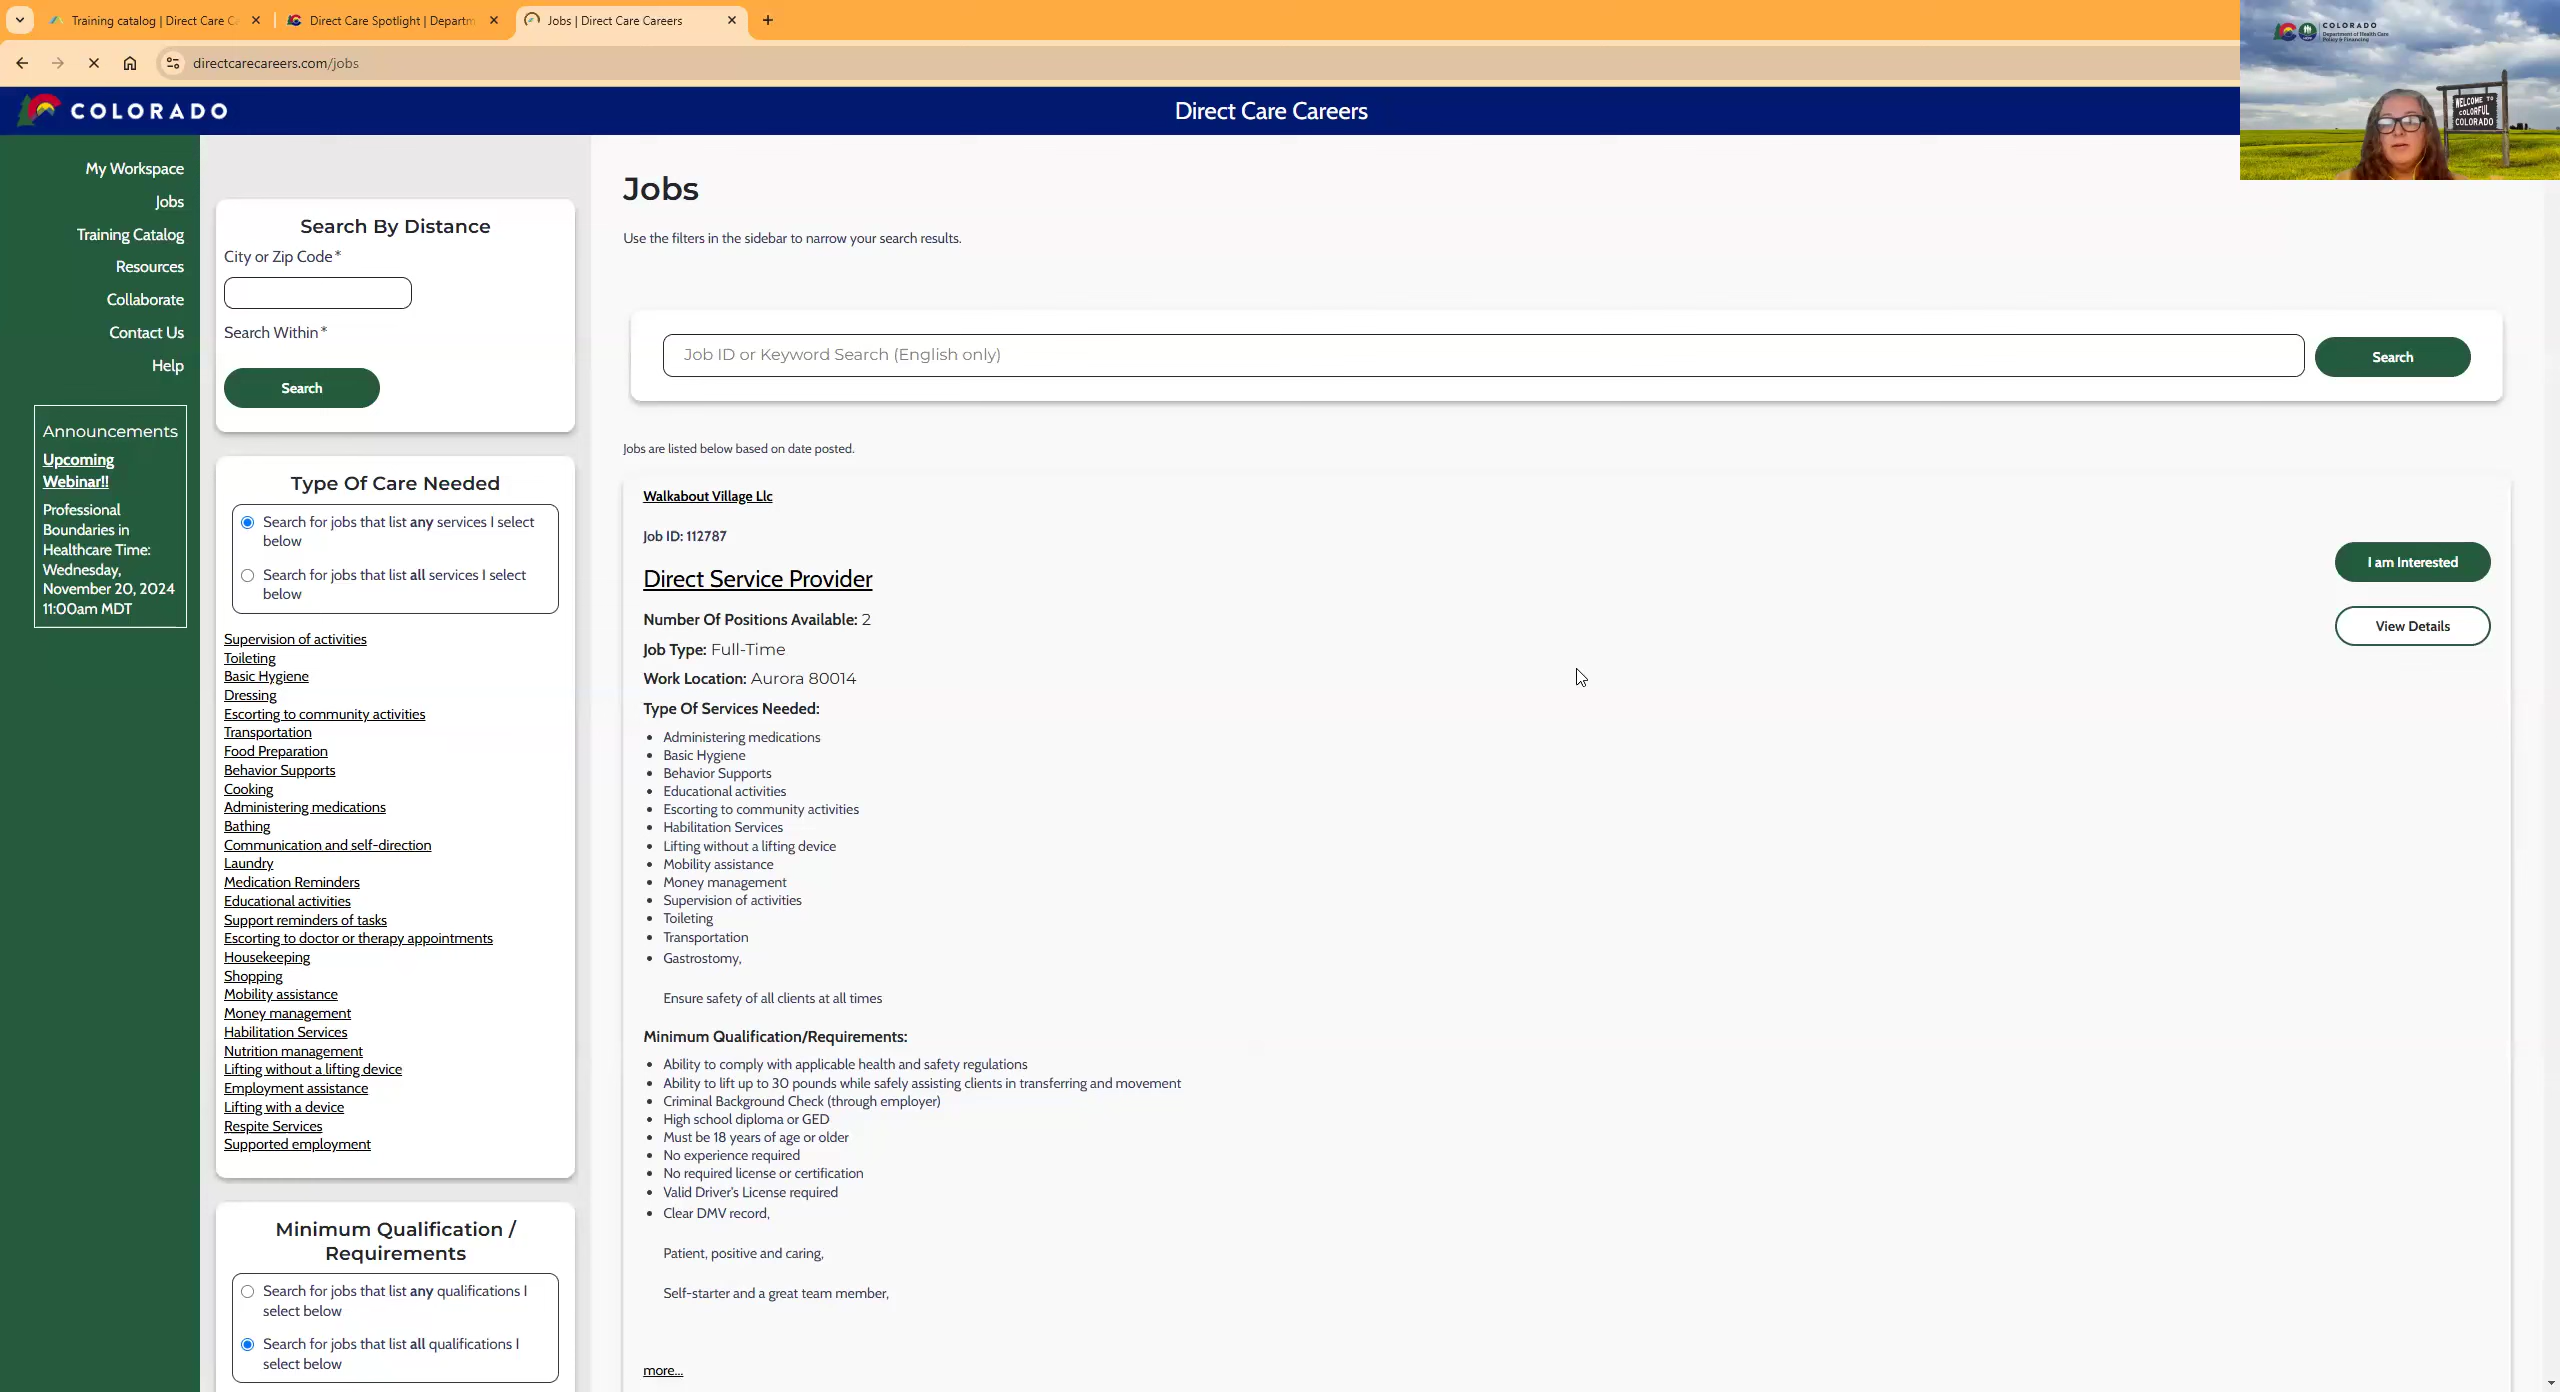 Training catalog | Direct Care C
Direct Care Spotlight | Departm
Jobs | Direct Care Careers
directcarecareers.com/jobs
COLORADO
Direct Care Careers
COLORADO
Department of Health Care
Policy & Financing
WELCOME TO
COLORFUL
COLORADO
My Workspace
Jobs
Training Catalog
Resources
Collaborate
Contact Us
Help
Announcements
Upcoming
Webinar!!
Professional
Boundaries in
Healthcare Time:
Wednesday,
November 20, 2024
11:00am MDT
Search By Distance
City or Zip Code *
Search Within *
Search
Type Of Care Needed
Search for jobs that list any services I select
below
Search for jobs that list all services I select
below
Supervision of activities
Toileting
Basic Hygiene
Dressing
Escorting to community activities
Transportation
Food Preparation
Behavior Supports
Cooking
Administering medications
Bathing
Communication and self-direction
Laundry
Medication Reminders
Educational activities
Support reminders of tasks
Escorting to doctor or therapy appointments
Housekeeping
Shopping
Mobility assistance
Money management
Habilitation Services
Nutrition management
Lifting without a lifting device
Employment assistance
Lifting with a device
Respite Services
Supported employment
Minimum Qualification /
Requirements
Search for jobs that list any qualifications I
select below
Search for jobs that list all qualifications I
select below
Jobs
Use the filters in the sidebar to narrow your search results.
Job ID or Keyword Search (English only)
Search
Jobs are listed below based on date posted.
Walkabout Village Llc
Job ID: 112787
Direct Service Provider
Number Of Positions Available: 2
Job Type: Full-Time
Work Location: Aurora 80014
Type Of Services Needed:
Administering medications
Basic Hygiene
Behavior Supports
Educational activities
Escorting to community activities
Habilitation Services
Lifting without a lifting device
Mobility assistance
Money management
Supervision of activities
Toileting
Transportation
Gastrostomy,
Ensure safety of all clients at all times
Minimum Qualification/Requirements:
Ability to comply with applicable health and safety regulations
Ability to lift up to 30 pounds while safely assisting clients in transferring and movement
Criminal Background Check (through employer)
High school diploma or GED
Must be 18 years of age or older
No experience required
No required license or certification
Valid Driver's License required
Clear DMV record,
Patient, positive and caring,
Self-starter and a great team member,
more...
I am Interested
View Details